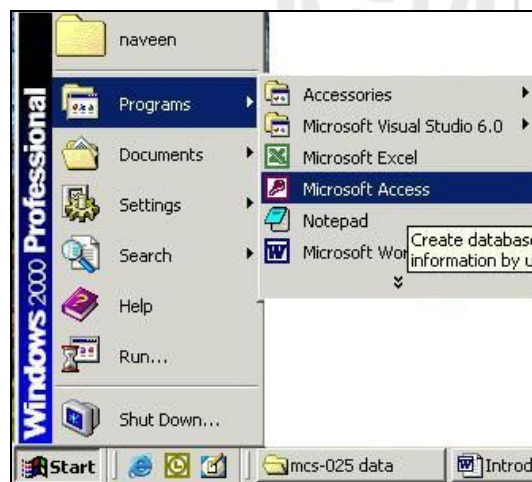 naveen
Programs
Documents
Settings
Search
Help
Run...
Shut Down...
Windows 2000 Professional
Accessories
Microsoft Visual Studio 6.0
Microsoft Excel
Microsoft Access
Notepad
Microsoft Wor
Create database
information by u
Start
mcs-025 data
Introd